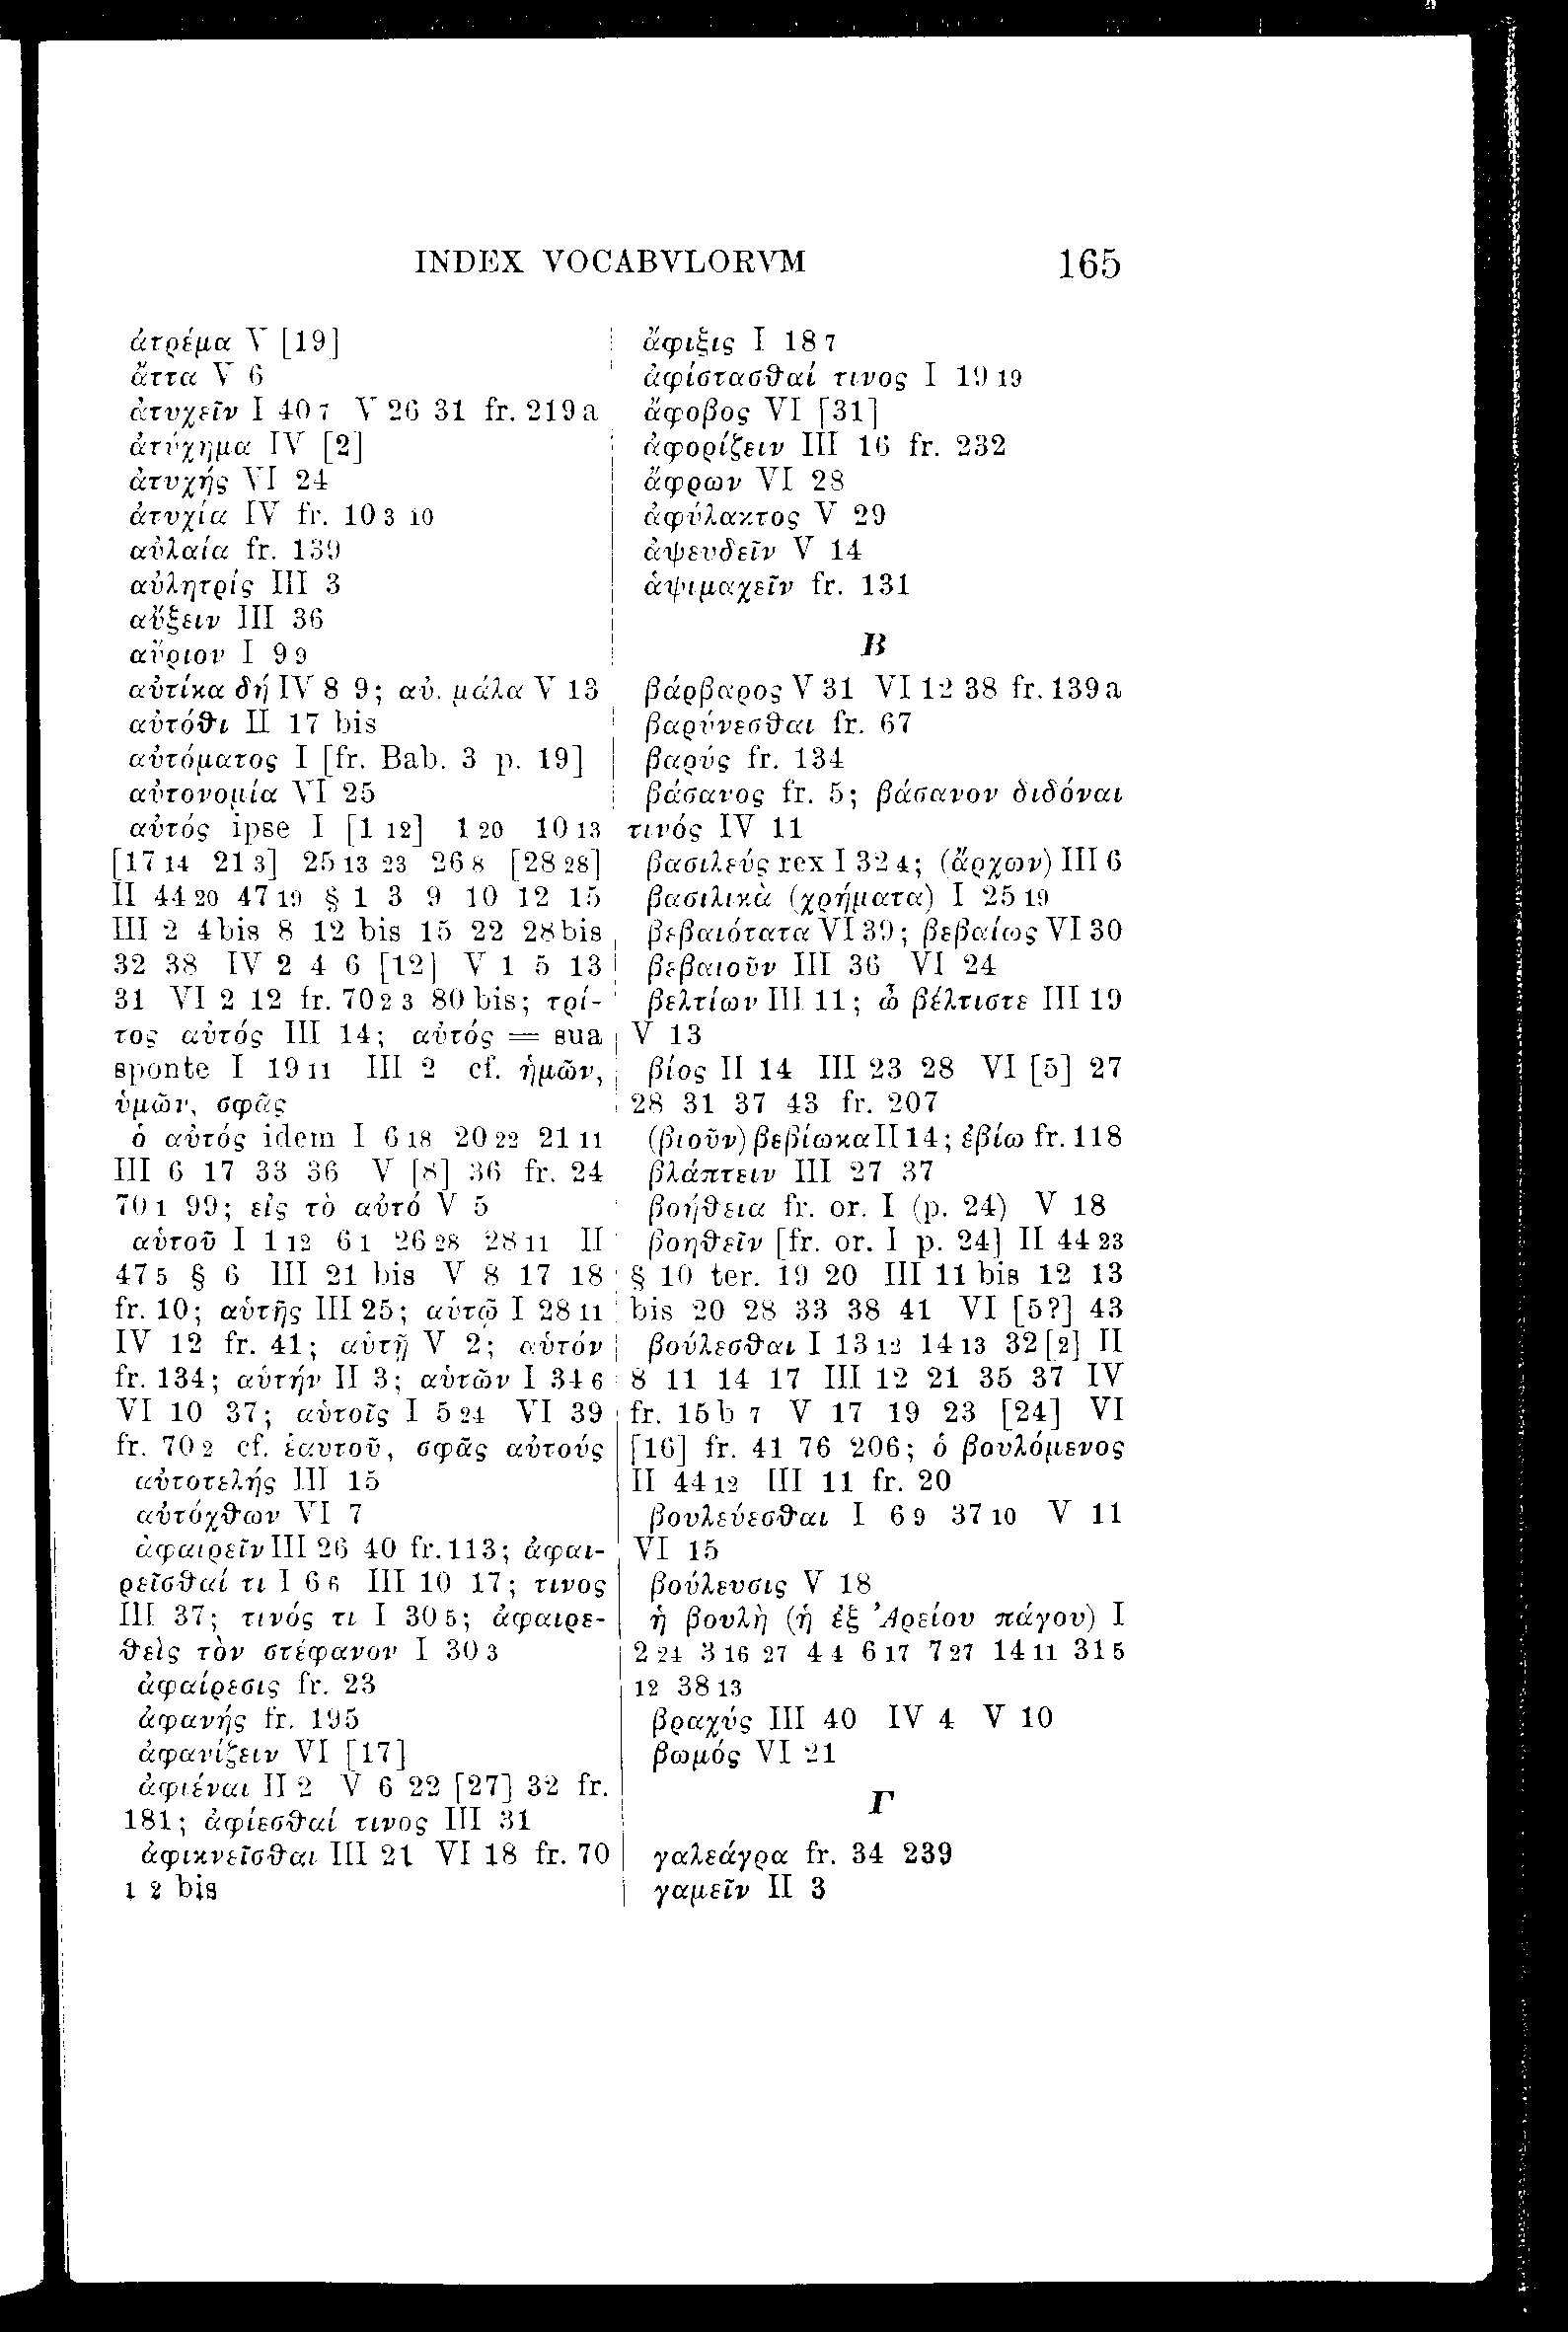 INDEX VOCABVLORVM 165
ἀτρέμα V [19]
ἄττα V 6
ἀτυχεῖν I 40 7 V 26 31 fr. 219 a
ἀτύχημα IV [2]
ἀτυχής VI 24
ἀτυχία IV fr. 10 3 10
αὐλαία fr. 139
αὐλητρίς III 3
αὔξειν III 36
αὔριον I 9 9
αὐτίκα δή IV 8 9; αὐ. μάλα V 13
αὐτόθι II 17 bis
αὐτόματος I [fr. Bab. 3 p. 19]
αὐτονομία VI 25
αὐτός ipse I [1 12] 1 20 10 13
[17 14 21 3] 25 13 23 26 8 [28 28]
II 44 20 47 19 § 1 3 9 10 12 15
III 2 4 bis 8 12 bis 15 22 28 bis
32 38 IV 2 4 6 [12] V 1 5 13
31 VI 2 12 fr. 70 2 3 80 bis; τρί-
τος αὐτός III 14; αὐτός = sua
sponte I 19 11 III 2 cf. ἡμῶν,
ὑμῶν, σφᾶς
ὁ αὐτός idem I 6 18 20 22 21 11
III 6 17 33 36 V [8] 36 fr. 24
70 1 99; εἰς τὸ αὐτό V 5
αὑτοῦ I 1 12 6 1 26 28 28 11 II
47 5 § 6 III 21 bis V 8 17 18
fr. 10; αὑτῆς III 25; αὑτῷ I 28 11
IV 12 fr. 41; αὑτῇ V 2; αὑτόν
fr. 134; αὑτήν II 3; αὑτῶν I 34 6
VI 10 37; αὑτοῖς I 5 24 VI 39
fr. 70 2 cf. ἑαυτοῦ, σφᾶς αὐτούς
αὐτοτελής III 15
αὐτόχθων VI 7
ἀφαιρεῖν III 26 40 fr. 113; ἀφαι-
ρεῖσθαί τι I 6 6 III 10 17; τινος
III 37; τινός τι I 30 5; ἀφαιρε-
θεὶς τὸν στέφανον I 30 3
ἀφαίρεσις fr. 23
ἀφανής fr. 195
ἀφανίζειν VI [17]
ἀφιέναι II 2 V 6 22 [27] 32 fr.
181; ἀφίεσθαί τινος III 31
ἀφικνεῖσθαι III 21 VI 18 fr. 70
1 2 bis
ἄφιξις I 18 7
ἀφίστασθαί τινος I 19 19
ἄφοβος VI [31]
ἀφορίζειν III 16 fr. 232
ἄφρων VI 28
ἀφύλακτος V 29
ἀψευδεῖν V 14
ἁψιμαχεῖν fr. 131
Β
βάρβαρος V 31 VI 12 38 fr. 139 a
βαρύνεσθαι fr. 67
βαρύς fr. 134
βάσανος fr. 5; βάσανον διδόναι
τινός IV 11
βασιλεύς rex I 32 4; (ἄρχων) III 6
βασιλικὰ (χρήματα) I 25 19
βεβαιότατα VI 39; βεβαίως VI 30
βεβαιοῦν III 36 VI 24
βελτίων III 11; ὦ βέλτιστε III 19
V 13
βίος II 14 III 23 28 VI [5] 27
28 31 37 43 fr. 207
(βιοῦν) βεβίωκα II 14; ἐβίω fr. 118
βλάπτειν III 27 37
βοήθεια fr. or. I (p. 24) V 18
βοηθεῖν [fr. or. I p. 24] II 44 23
§ 10 ter. 19 20 III 11 bis 12 13
bis 20 28 33 38 41 VI [5?] 43
βούλεσθαι I 13 12 14 13 32 [2] II
8 11 14 17 III 12 21 35 37 IV
fr. 15 b 7 V 17 19 23 [24] VI
[16] fr. 41 76 206; ὁ βουλόμενος
II 44 12 III 11 fr. 20
βουλεύεσθαι I 6 9 37 10 V 11
VI 15
βούλευσις V 18
ἡ βουλὴ (ἡ ἐξ Ἀρείου πάγου) I
2 24 3 16 27 4 4 6 17 7 27 14 11 31 5
12 38 13
βραχύς III 40 IV 4 V 10
βωμός VI 21
Γ
γαλεάγρα fr. 34 239
γαμεῖν II 3